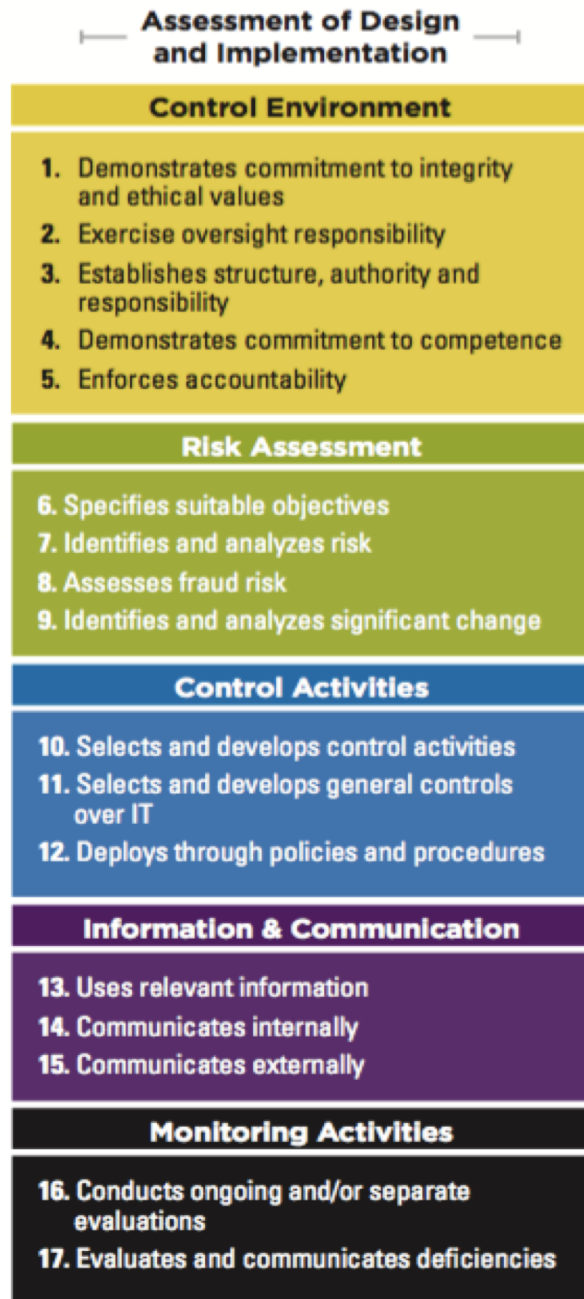 Assessment of Design
and Implementation
Control Environment
1. Demonstrates commitment to integrity
and ethical values
2. Exercise oversight responsibility
3. Establishes structure, authority and
responsibility
4. Demonstrates commitment to competence
5. Enforces accountability
Risk Assessment
6. Specifies suitable objectives
7. Identifies and analyzes risk
8. Assesses fraud risk
9. Identifies and analyzes significant change
Control Activities
10. Selects and develops control activities
11. Selects and develops general controls
over IT
12. Deploys through policies and procedures
Information & Communication
13. Uses relevant information
14. Communicates internally
15. Communicates externally
Monitoring Activities
16. Conducts ongoing and/or separate
evaluations
17. Evaluates and communicates deficiencies